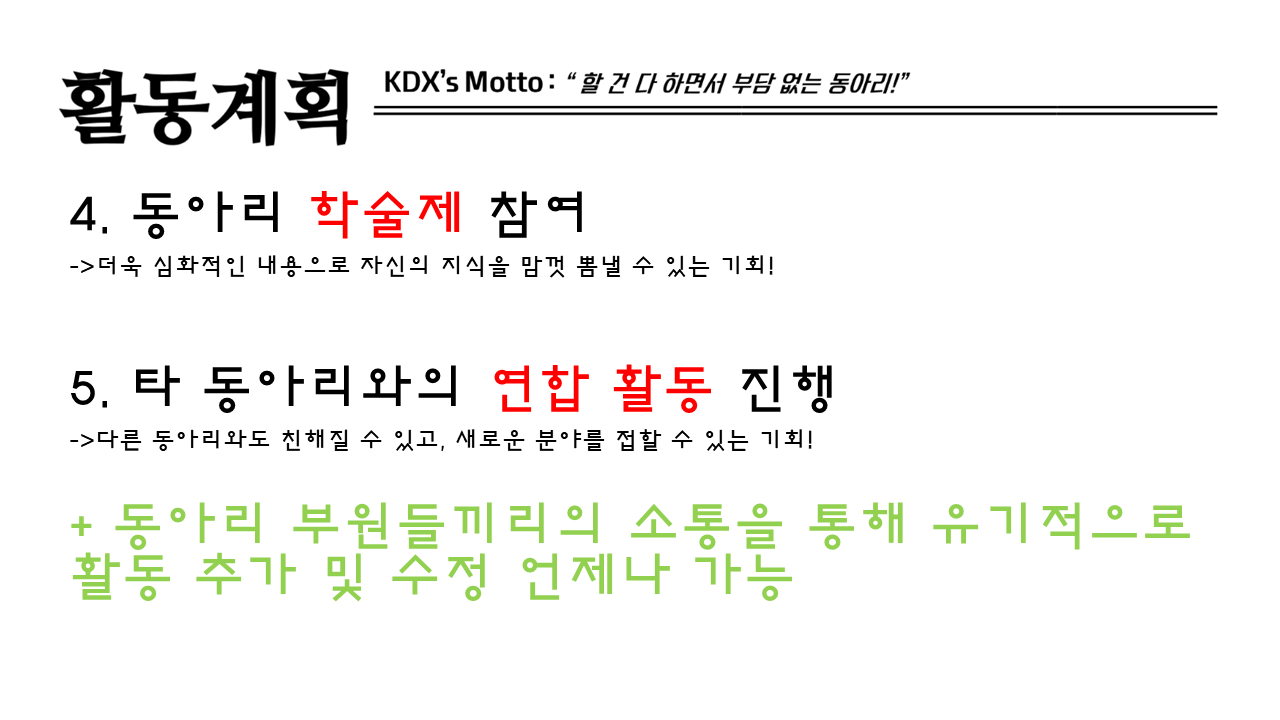 활동계획
KDX's Motto : “ 할 건 다 하면서 부담 없는 동아리!”
4. 동아리 학술제 참여
->더욱 심화적인 내용으로 자신의 지식을 맘껏 뽐낼 수 있는 기회!
5. 타 동아리와의 연합 활동 진행
->다른 동아리와도 친해질 수 있고, 새로운 분야를 접할 수 있는 기회!
+ 동아리 부원들끼리의 소통을 통해 유기적으로
활동 추가 및 수정 언제나 가능